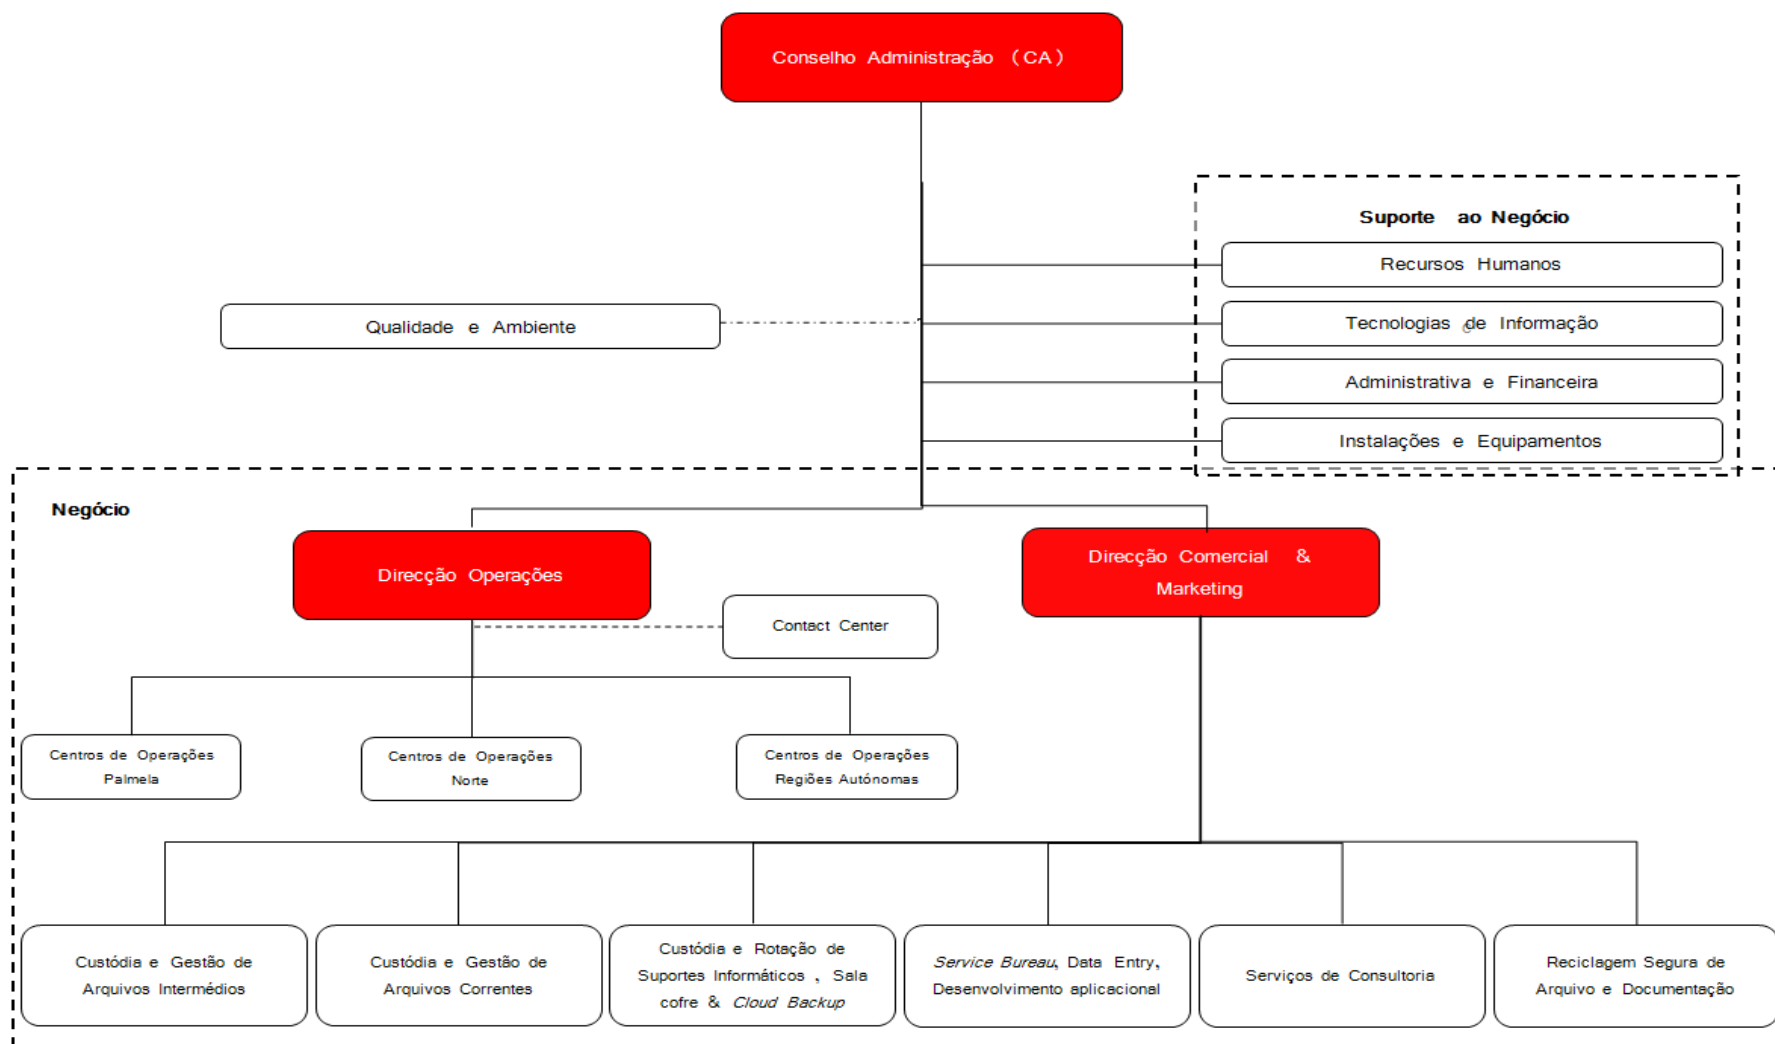 Conselho Administração (CA)
Suporte ao Negócio
Recursos Humanos
Qualidade e Ambiente
Tecnologias de Informação
Administrativa e Financeira
Instalações e Equipamentos
Negócio
Direcção Operações
Direcção Comercial &
Marketing
Contact Center
Centros de Operações
Palmela
Centros de Operações
Norte
Centros de Operações
Regiões Autónomas
Custódia e Gestão de
Arquivos Intermédios
Custódia e Gestão de
Arquivos Correntes
Custódia e Rotação de
Suportes Informáticos , Sala
cofre & Cloud Backup
Service Bureau, Data Entry,
Desenvolvimento aplicacional
Serviços de Consultoria
Reciclagem Segura de
Arquivo e Documentação